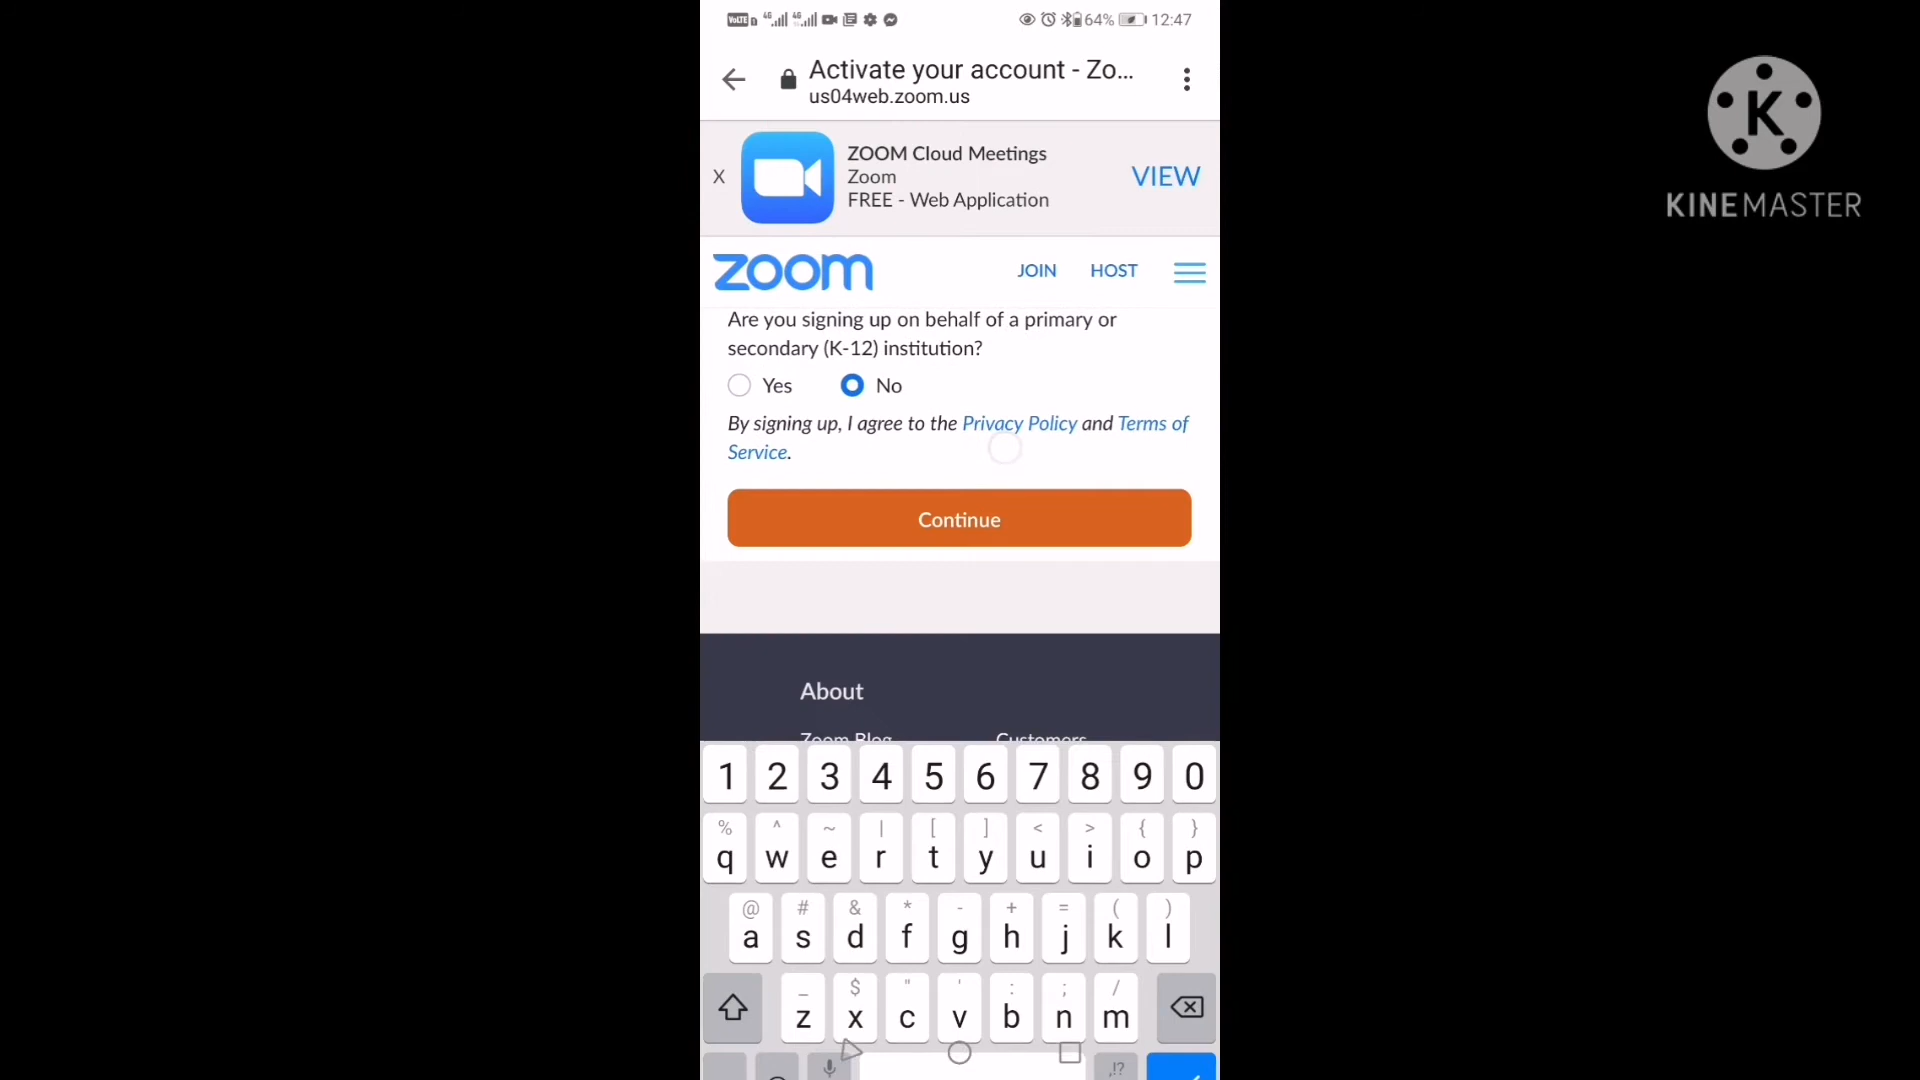 VoLTE 4G 4G 64% 12:47
Activate your account - Zo...
us04web.zoom.us
X
ZOOM Cloud Meetings
Zoom
FREE - Web Application
VIEW
K
KINEMASTER
zoom
JOIN HOST
Are you signing up on behalf of a primary or
secondary (K-12) institution?
Yes No
By signing up, I agree to the Privacy Policy and Terms of
Service.
Continue
About
Zoom Blog Customers
1 2 3 4 5 6 7 8 9 0
% ^ ~ | [ ] < > { }
q w e r t y u i o p
@ # & * - + = ( )
a s d f g h j k l
_ $ " ' : ; /
z x c v b n m
,!?